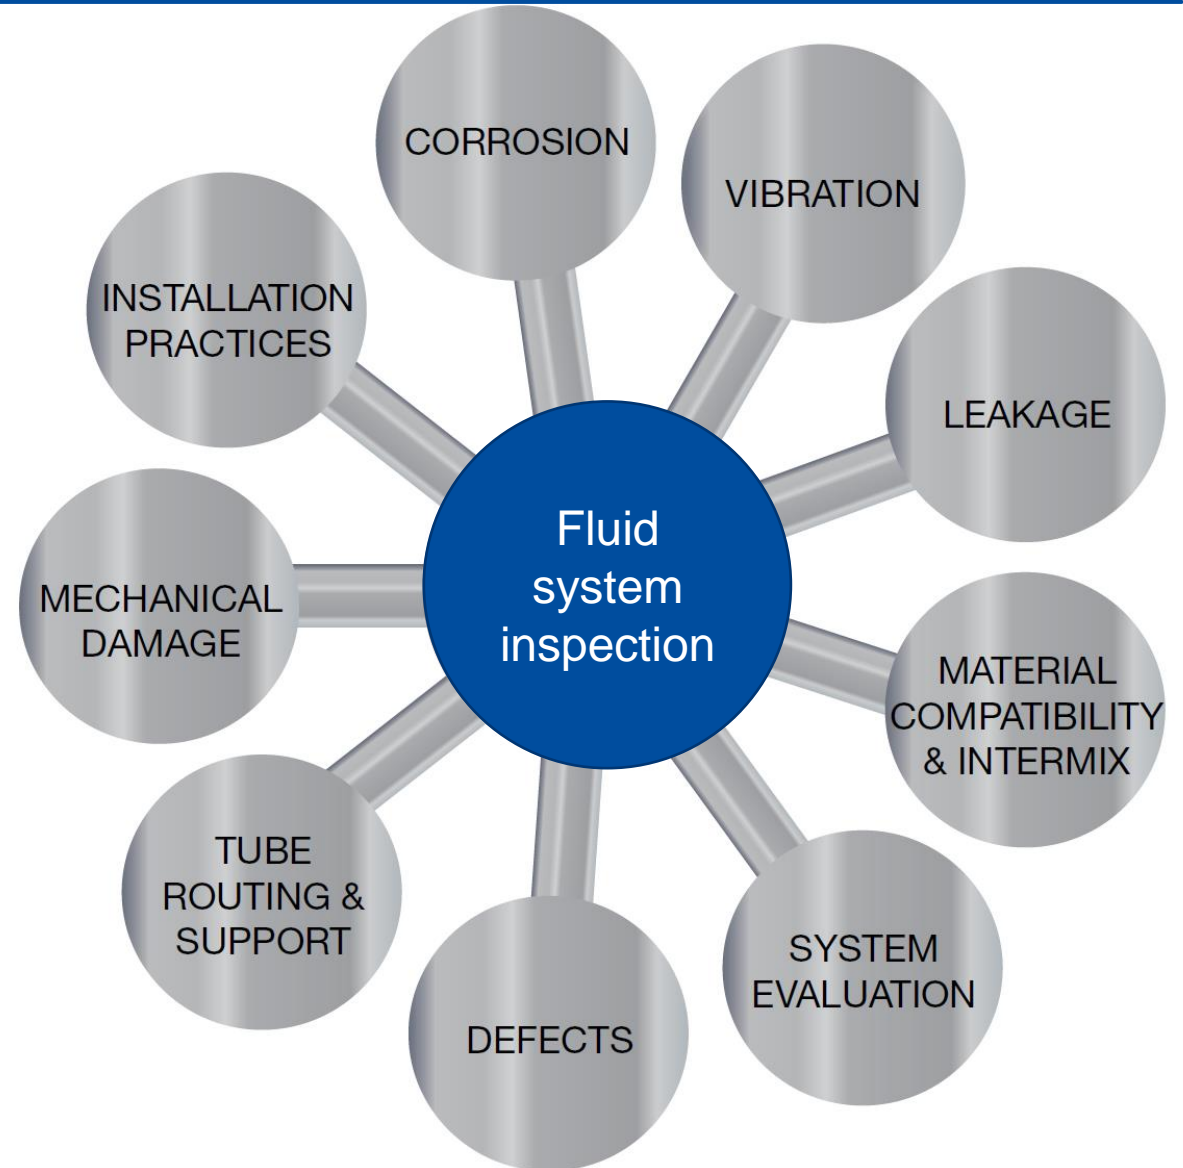 CORROSION
VIBRATION
INSTALLATION
PRACTICES
LEAKAGE
Fluid
system
inspection
MECHANICAL
DAMAGE
MATERIAL
COMPATIBILITY
& INTERMIX
TUBE
ROUTING &
SUPPORT
SYSTEM
EVALUATION
DEFECTS